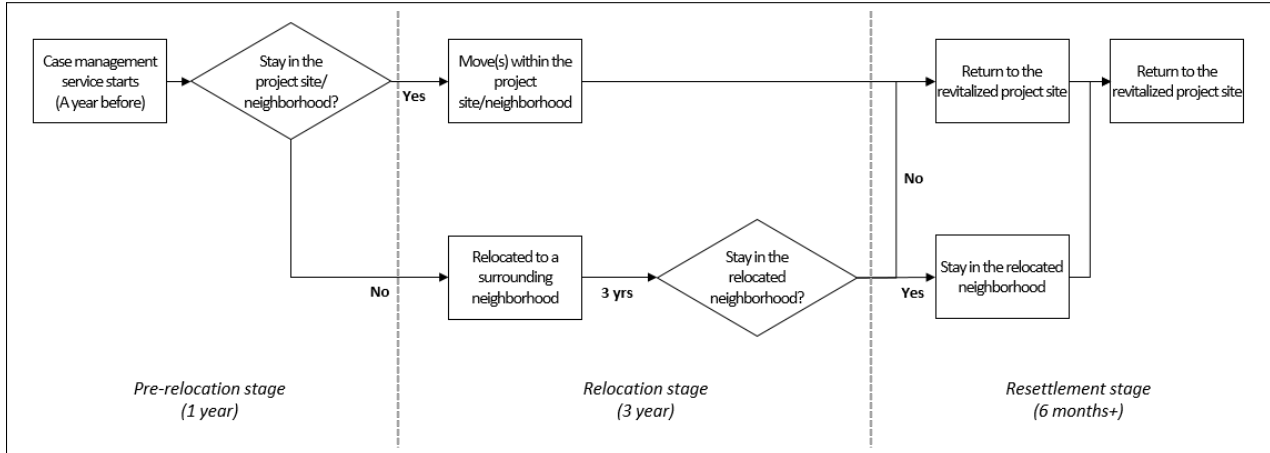 Case management
service starts
(A year before)
Stay in the
project site/
neighborhood?
Yes
Move(s) within the
project
site/neighborhood
Return to the
revitalized project site
Return to the
revitalized project site
No
No
Relocated to a
surrounding
neighborhood
3 yrs
Stay in the
relocated
neighborhood?
Yes
Stay in the relocated
neighborhood
Pre-relocation stage
(1 year)
Relocation stage
(3 year)
Resettlement stage
(6 months+)